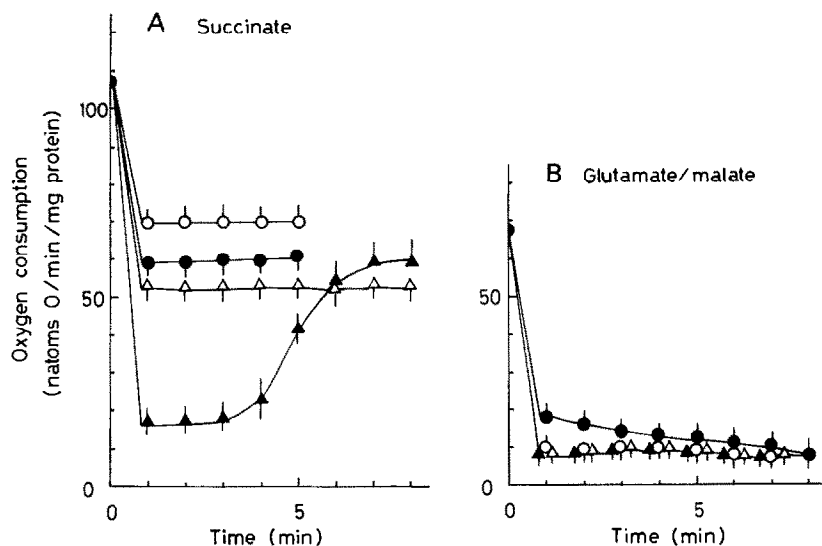 A Succinate
100
50
0
0 5
Time (min)
Oxygen consumption
(natoms O/min/mg protein)
B Glutamate/malate
50
0
0 5
Time (min)